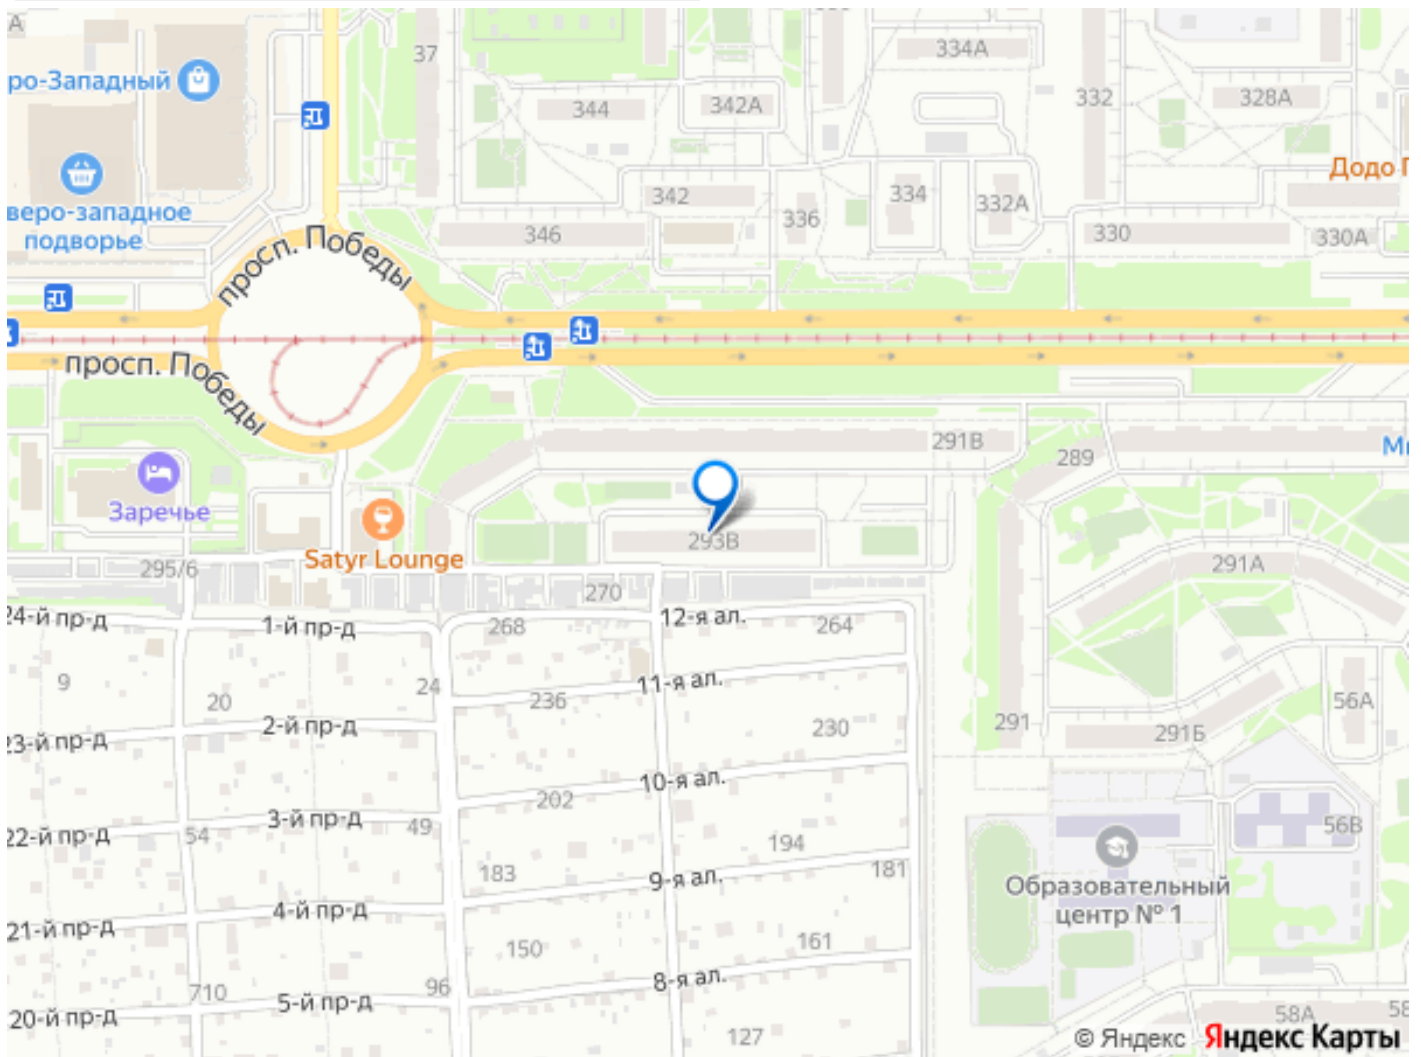 А
37
334А
ро-Западный
344
342А
332
328А
Додо П
веро-западное
подворье
342
334
332А
336
346
330
330А
просп. Победы
просп. Победы
291В
289
Заречье
Satyr Lounge
293В
291А
295/6
270
24-й пр-д
1-й пр-д
268
12-я ал.
264
9
20
24
236
11-я ал.
230
291
291Б
56А
23-й пр-д
2-й пр-д
202
10-я ал.
22-й пр-д
54
3-й пр-д
49
194
56В
183
9-я ал.
181
Образовательный
центр № 1
21-й пр-д
4-й пр-д
150
161
710
5-й пр-д
96
8-я ал.
20-й пр-д
127
58А
58
© Яндекс Яндекс Карты